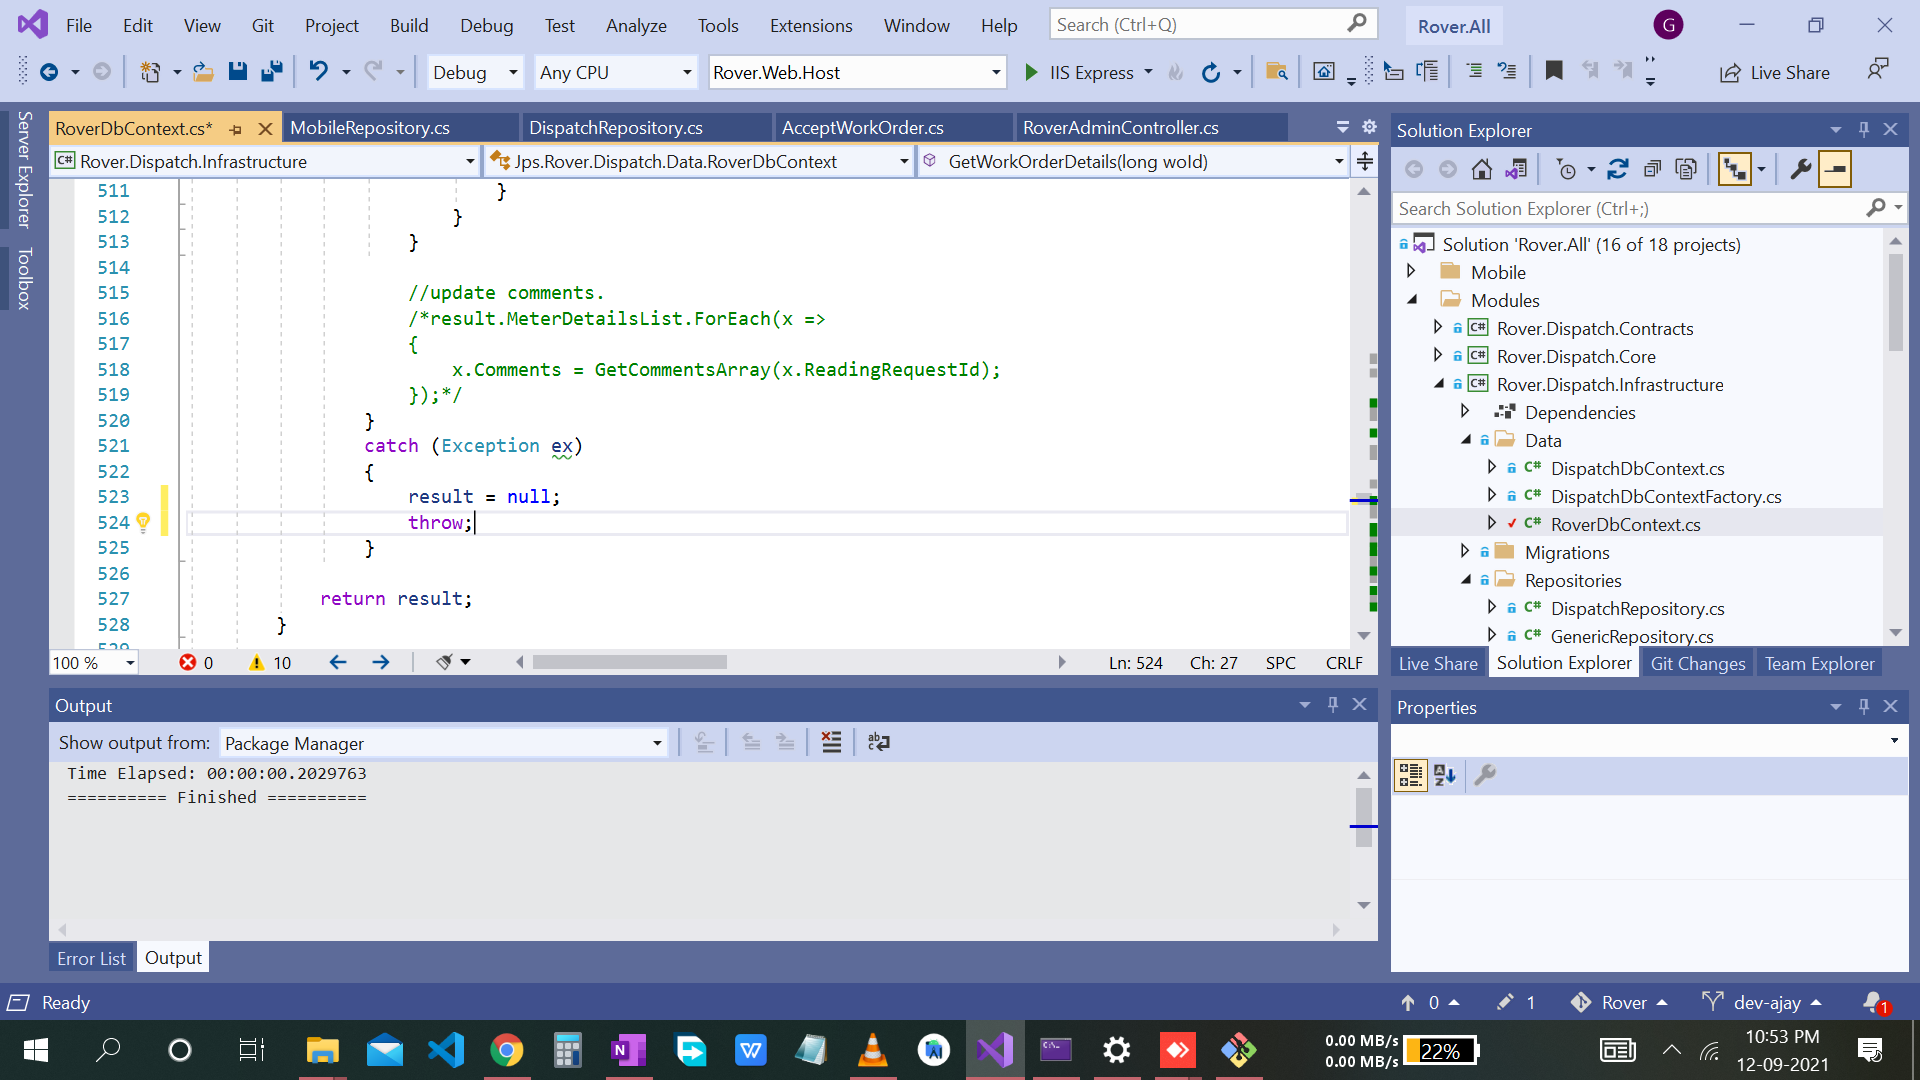 File Edit View Git Project Build Debug Test Analyze Tools Extensions Window Help Search (Ctrl+Q) Rover.All G
Debug Any CPU Rover.Web.Host IIS Express Live Share
Server Explorer
Toolbox
RoverDbContext.cs* MobileRepository.cs DispatchRepository.cs AcceptWorkOrder.cs RoverAdminController.cs
C# Rover.Dispatch.Infrastructure Jps.Rover.Dispatch.Data.RoverDbContext GetWorkOrderDetails(long woId)
511 }
512 }
513 }
514
515 //update comments.
516 /*result.MeterDetailsList.ForEach(x =>
517 {
518 x.Comments = GetCommentsArray(x.ReadingRequestId);
519 });*/
520 }
521 catch (Exception ex)
522 {
523 result = null;
524 throw;
525 }
526
527 return result;
528 }
529
100 % 0 10 Ln: 524 Ch: 27 SPC CRLF
Output
Show output from: Package Manager
Time Elapsed: 00:00:00.2029763
========== Finished ==========
Error List Output
Solution Explorer
Search Solution Explorer (Ctrl+;)
Solution 'Rover.All' (16 of 18 projects)
Mobile
Modules
C# Rover.Dispatch.Contracts
C# Rover.Dispatch.Core
C# Rover.Dispatch.Infrastructure
Dependencies
Data
C# DispatchDbContext.cs
C# DispatchDbContextFactory.cs
C# RoverDbContext.cs
Migrations
Repositories
C# DispatchRepository.cs
C# GenericRepository.cs
Live Share Solution Explorer Git Changes Team Explorer
Properties
Ready 0 1 Rover dev-ajay 1
0.00 MB/s
0.00 MB/s
22%
10:53 PM
12-09-2021